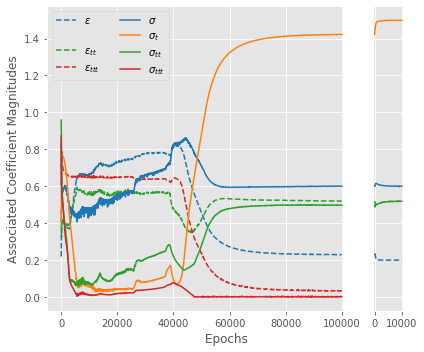 Associated Coefficient Magnitudes
1.4
1.2
1.0
0.8
0.6
0.4
0.2
0.0
ε σ
σ_t
ε_tt σ_tt
ε_ttt σ_ttt
0 20000 40000 60000 80000 100000 0 10000
Epochs